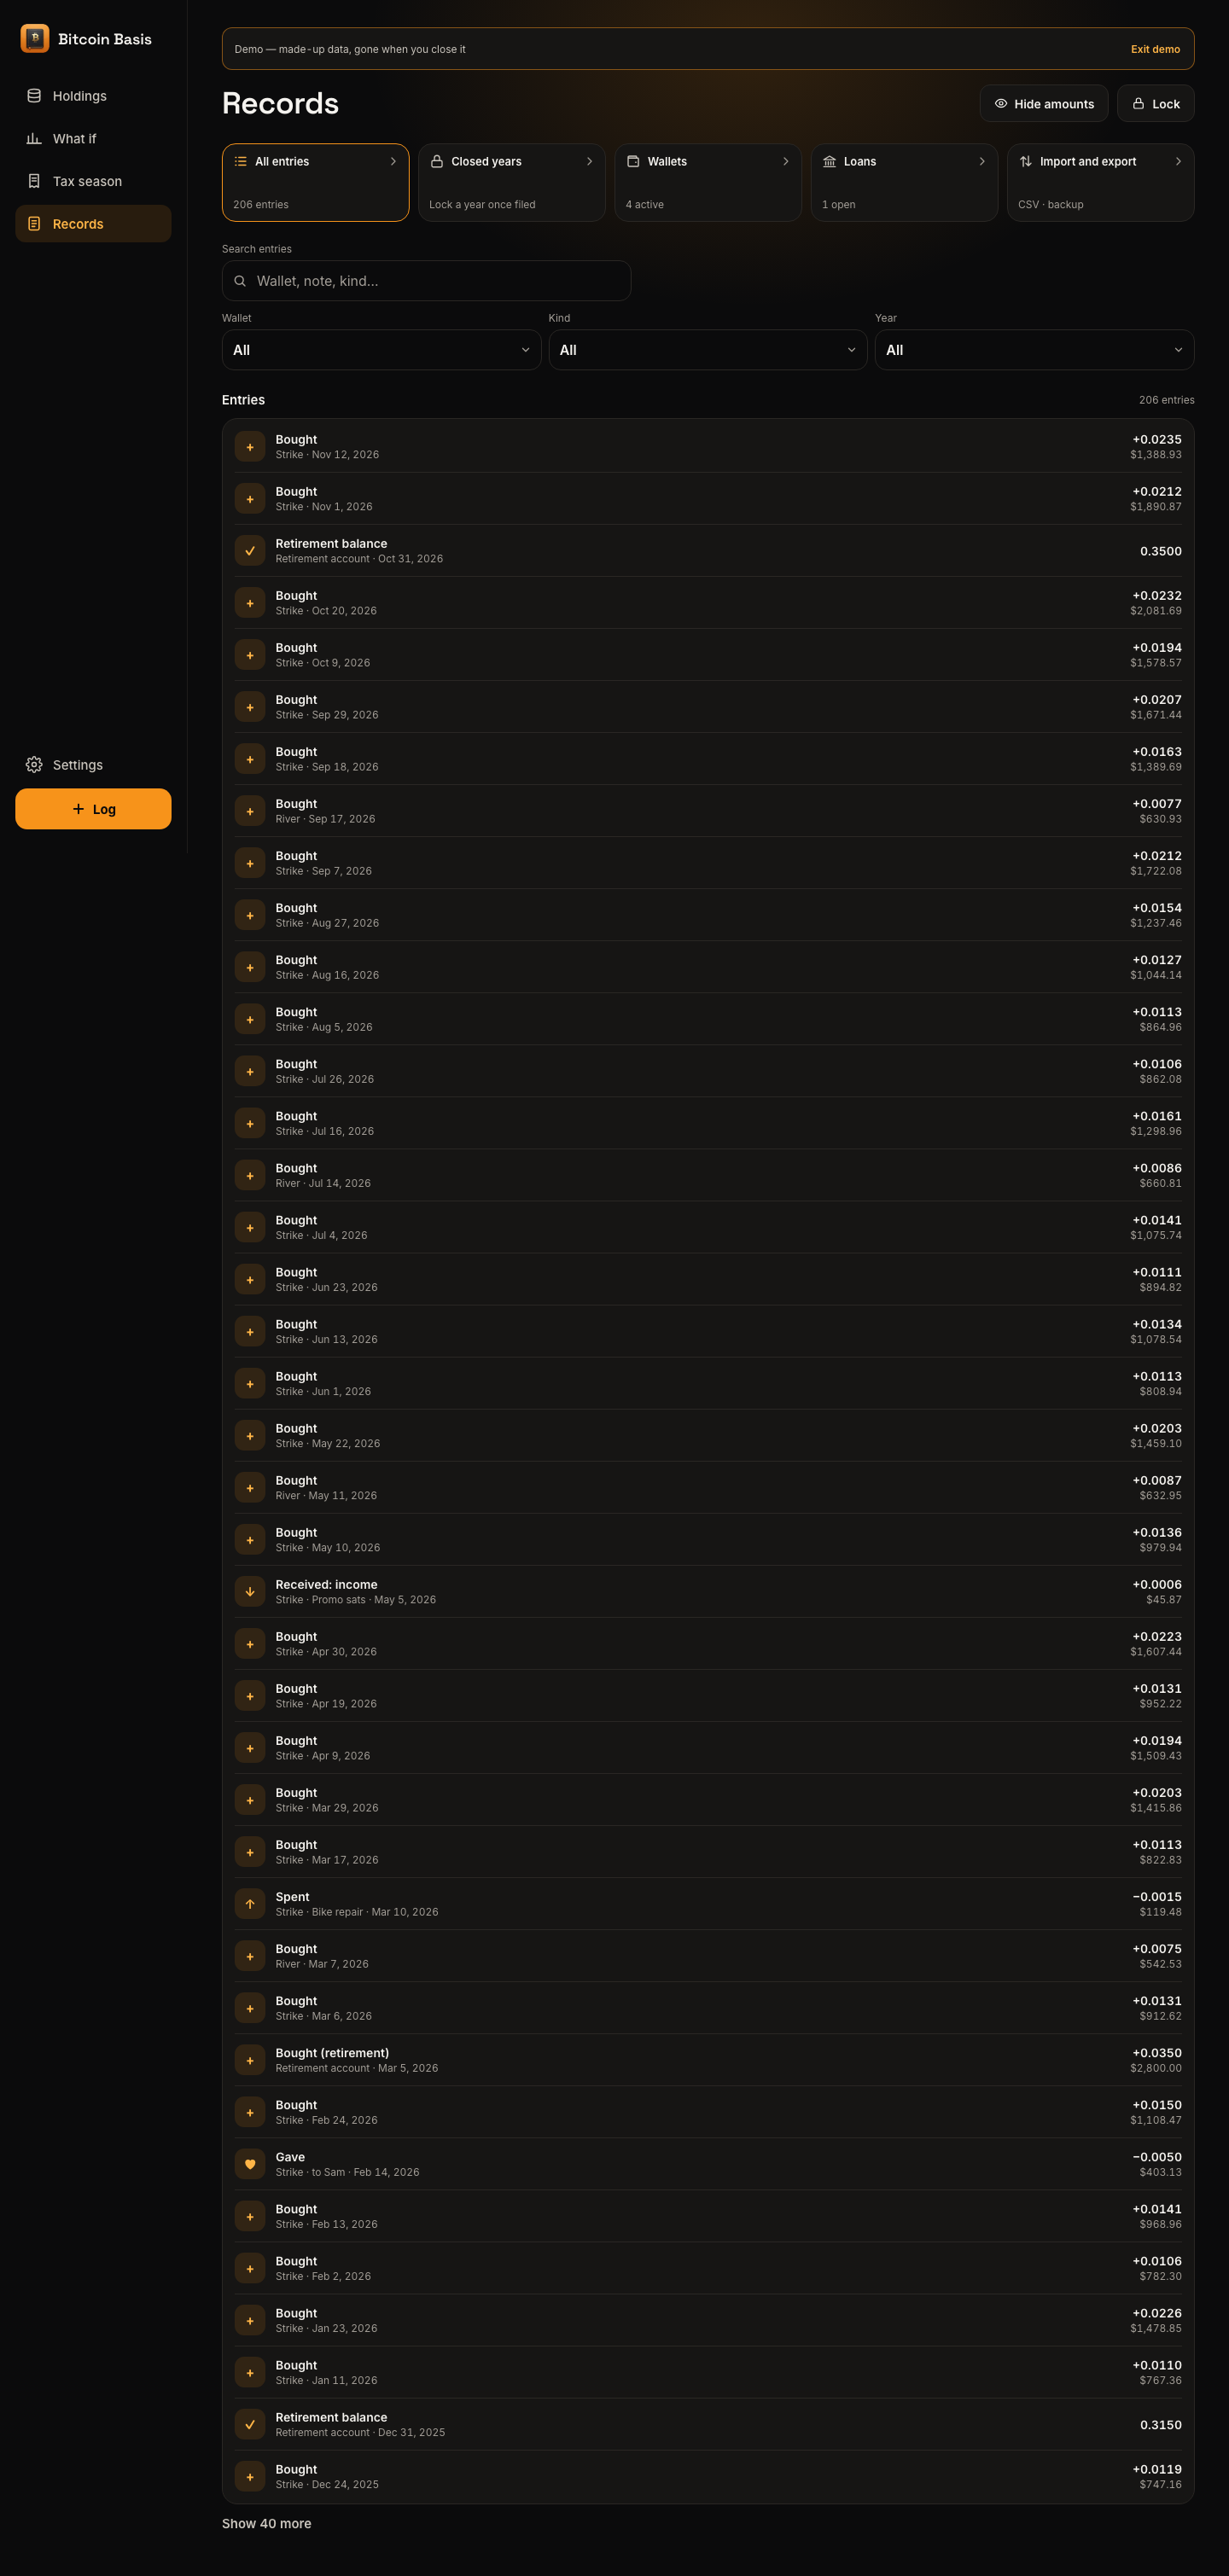 Bitcoin Basis
Holdings
What if
Tax season
Records
Settings
+ Log
Demo — made-up data, gone when you close it
Exit demo
Records
Hide amounts
Lock
All entries
206 entries
Closed years
Lock a year once filed
Wallets
4 active
Loans
1 open
Import and export
CSV · backup
Search entries
Wallet, note, kind...
Wallet
All
Kind
All
Year
All
Entries
206 entries
Bought +0.0235
Strike · Nov 12, 2026 $1,388.93
Bought +0.0212
Strike · Nov 1, 2026 $1,890.87
Retirement balance 0.3500
Retirement account · Oct 31, 2026
Bought +0.0232
Strike · Oct 20, 2026 $2,081.69
Bought +0.0194
Strike · Oct 9, 2026 $1,578.57
Bought +0.0207
Strike · Sep 29, 2026 $1,671.44
Bought +0.0163
Strike · Sep 18, 2026 $1,389.69
Bought +0.0077
River · Sep 17, 2026 $630.93
Bought +0.0212
Strike · Sep 7, 2026 $1,722.08
Bought +0.0154
Strike · Aug 27, 2026 $1,237.46
Bought +0.0127
Strike · Aug 16, 2026 $1,044.14
Bought +0.0113
Strike · Aug 5, 2026 $864.96
Bought +0.0106
Strike · Jul 26, 2026 $862.08
Bought +0.0161
Strike · Jul 16, 2026 $1,298.96
Bought +0.0086
River · Jul 14, 2026 $660.81
Bought +0.0141
Strike · Jul 4, 2026 $1,075.74
Bought +0.0111
Strike · Jun 23, 2026 $894.82
Bought +0.0134
Strike · Jun 13, 2026 $1,078.54
Bought +0.0113
Strike · Jun 1, 2026 $808.94
Bought +0.0203
Strike · May 22, 2026 $1,459.10
Bought +0.0087
River · May 11, 2026 $632.95
Bought +0.0136
Strike · May 10, 2026 $979.94
Received: income +0.0006
Strike · Promo sats · May 5, 2026 $45.87
Bought +0.0223
Strike · Apr 30, 2026 $1,607.44
Bought +0.0131
Strike · Apr 19, 2026 $952.22
Bought +0.0194
Strike · Apr 9, 2026 $1,509.43
Bought +0.0203
Strike · Mar 29, 2026 $1,415.86
Bought +0.0113
Strike · Mar 17, 2026 $822.83
Spent −0.0015
Strike · Bike repair · Mar 10, 2026 $119.48
Bought +0.0075
River · Mar 7, 2026 $542.53
Bought +0.0131
Strike · Mar 6, 2026 $912.62
Bought (retirement) +0.0350
Retirement account · Mar 5, 2026 $2,800.00
Bought +0.0150
Strike · Feb 24, 2026 $1,108.47
Gave −0.0050
Strike · to Sam · Feb 14, 2026 $403.13
Bought +0.0141
Strike · Feb 13, 2026 $968.96
Bought +0.0106
Strike · Feb 2, 2026 $782.30
Bought +0.0226
Strike · Jan 23, 2026 $1,478.85
Bought +0.0110
Strike · Jan 11, 2026 $767.36
Retirement balance 0.3150
Retirement account · Dec 31, 2025
Bought +0.0119
Strike · Dec 24, 2025 $747.16
Show 40 more